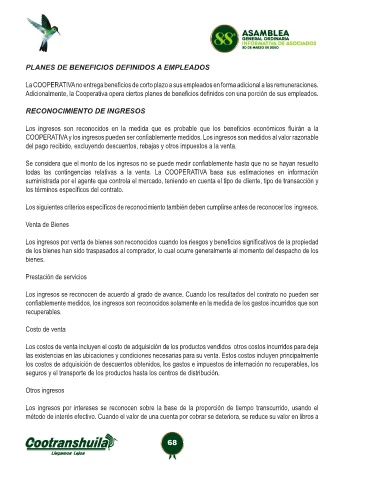 88
ASAMBLEA
GENERAL ORDINARIA
INFORMATIVA DE ASOCIADOS
PLANES DE BENEFICIOS DEFINIDOS A EMPLEADOS
La COOPERATIVA no entrega beneficios de corto plazo a sus empleados en forma adicional a las remuneraciones.
Adicionalmente, la Cooperativa opera ciertos planes de beneficios definidos con una porción de sus empleados.
RECONOCIMIENTO DE INGRESOS
Los ingresos son reconocidos en la medida que es probable que los beneficios económicos fluirán a la
COOPERATIVA y los ingresos pueden ser confiablemente medidos. Los ingresos son medidos al valor razonable
del pago recibido, excluyendo descuentos, rebajas y otros impuestos a la venta.
Se considera que el monto de los ingresos no se puede medir confiablemente hasta que no se hayan resuelto
todas las contingencias relativas a la venta. La COOPERATIVA basa sus estimaciones en información
suministrada por el agente que controla el mercado, teniendo en cuenta el tipo de cliente, tipo de transacción y
los términos específicos del contrato.
Los siguientes criterios específicos de reconocimiento también deben cumplirse antes de reconocer los ingresos.
Venta de Bienes
Los ingresos por venta de bienes son reconocidos cuando los riesgos y beneficios significativos de la propiedad
de los bienes han sido traspasados al comprador, lo cual ocurre generalmente al momento del despacho de los
bienes.
Prestación de servicios
Los ingresos se reconocen de acuerdo al grado de avance. Cuando los resultados del contrato no pueden ser
confiablemente medidos, los ingresos son reconocidos solamente en la medida de los gastos incurridos que son
recuperables.
Costo de venta
Los costos de venta incluyen el costo de adquisición de los productos vendidos otros costos incurridos para deja
las existencias en las ubicaciones y condiciones necesarias para su venta. Estos costos incluyen principalmente
los costos de adquisición de descuentos obtenidos, los gastos e impuestos de internación no recuperables, los
seguros y el transporte de los productos hasta los centros de distribución.
Otros ingresos
Los ingresos por intereses se reconocen sobre la base de la proporción de tiempo transcurrido, usando el
método de interés efectivo. Cuando el valor de una cuenta por cobrar se deteriora, se reduce su valor en libros a
Cootranshuila
Llegamos Lejos
68